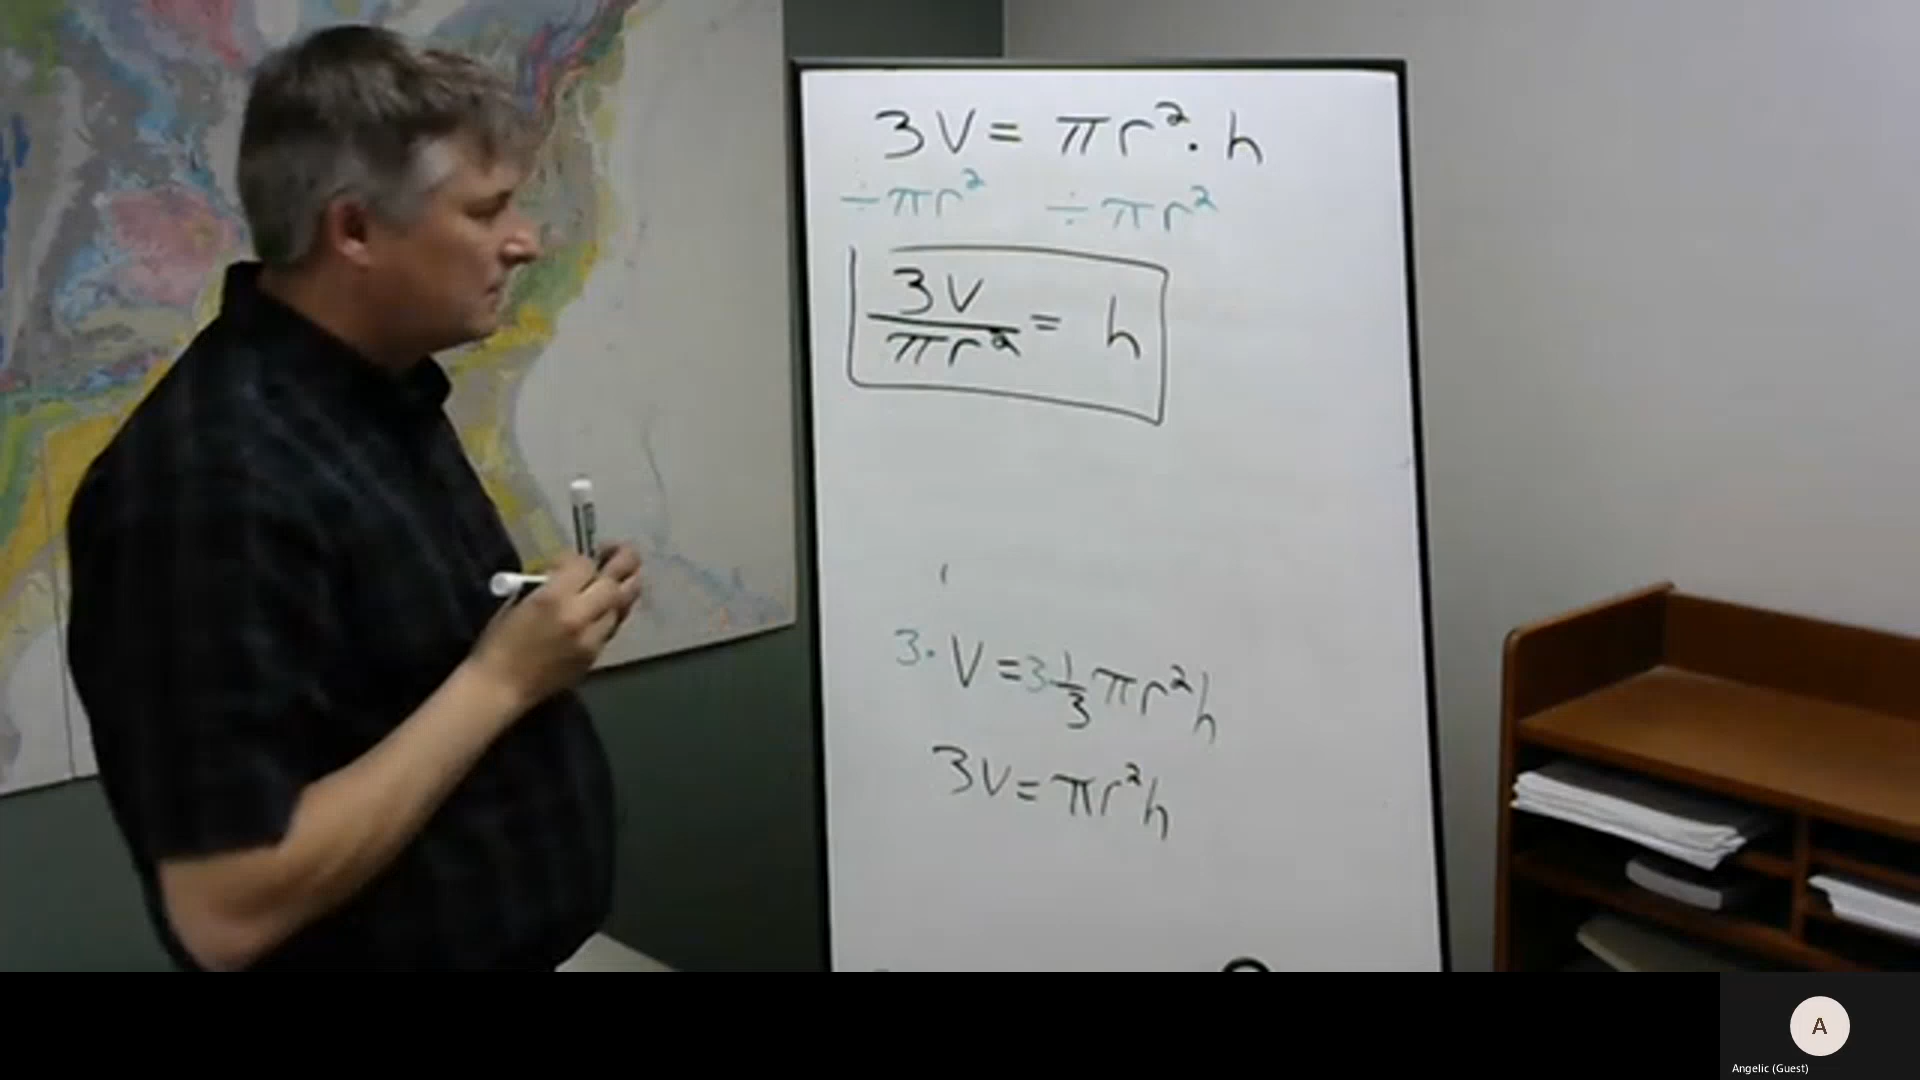 3V = πr² · h
÷ πr² ÷ πr²
3V
πr² = h
3 · V = 3 1/3 πr²h
3V = πr²h
A
Angelic (Guest)